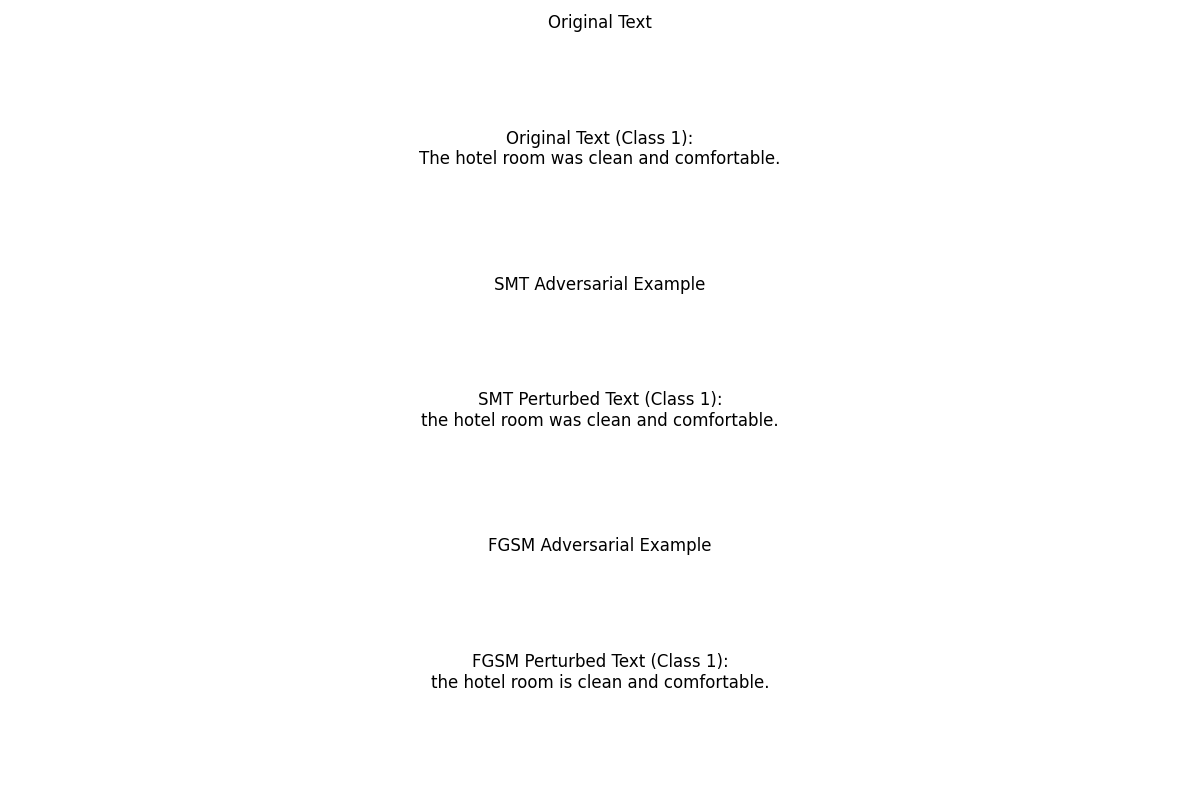 Original Text
Original Text (Class 1):
The hotel room was clean and comfortable.
SMT Adversarial Example
SMT Perturbed Text (Class 1):
the hotel room was clean and comfortable.
FGSM Adversarial Example
FGSM Perturbed Text (Class 1):
the hotel room is clean and comfortable.